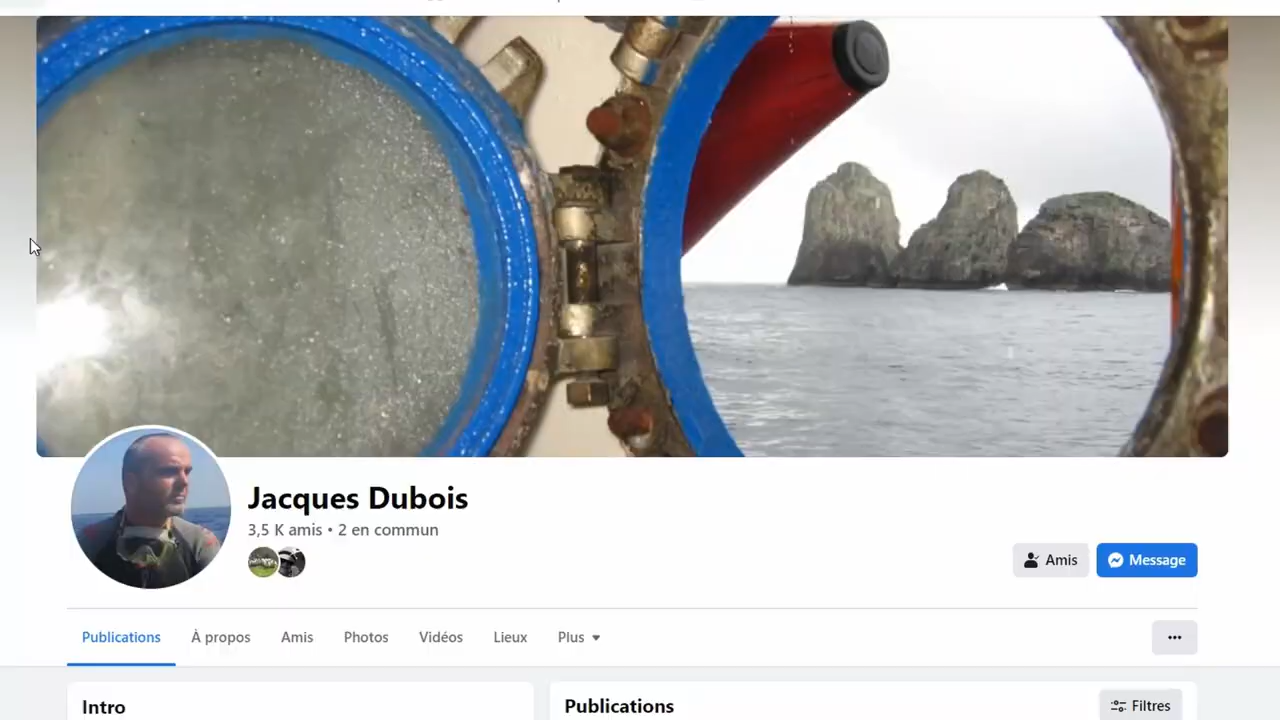 Jacques Dubois
3,5 K amis • 2 en commun
Amis
Message
Publications
À propos
Amis
Photos
Vidéos
Lieux
Plus
Intro
Publications
Filtres